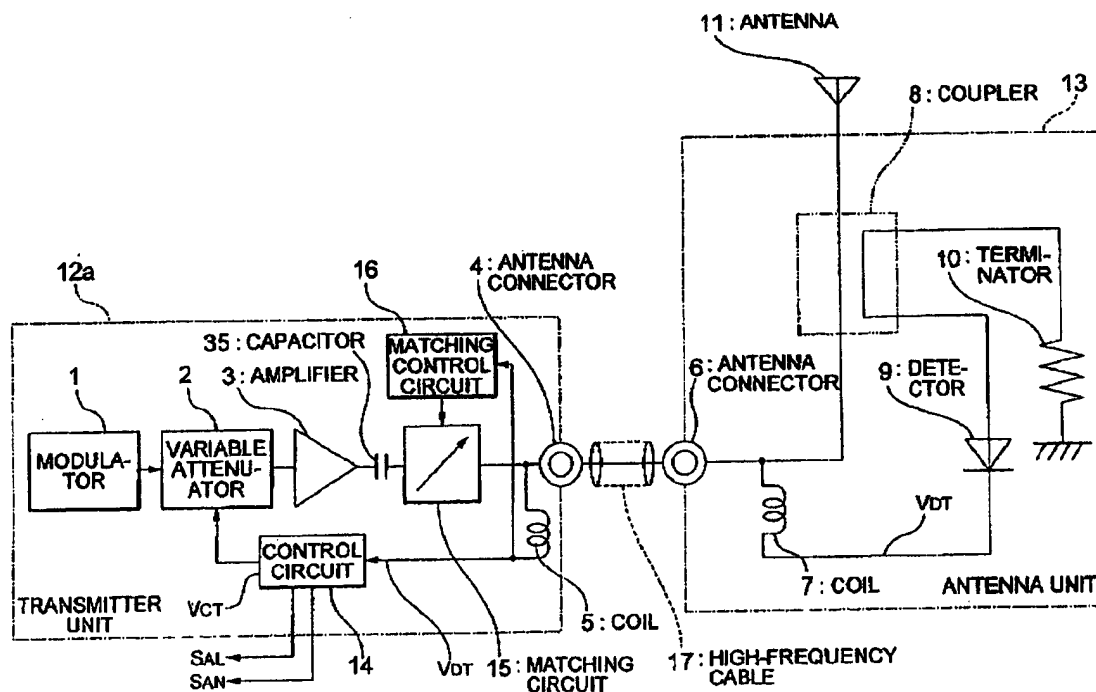 11 : ANTENNA
8 : COUPLER
13
10 : TERMI-
NATOR
9 : DETE-
CTOR
4 : ANTENNA
CONNECTOR
6 : ANTENNA
CONNECTOR
12a
16
35 : CAPACITOR
3 : AMPLIFIER
MATCHING
CONTROL
CIRCUIT
1
2
MODULA-
TOR
VARIABLE
ATTENU-
ATOR
CONTROL
CIRCUIT
VCT
TRANSMITTER
UNIT
SAL
SAN
14
VDT
15 : MATCHING
CIRCUIT
5 : COIL
17 : HIGH-FREQUENCY
CABLE
VDT
7 : COIL
ANTENNA UNIT